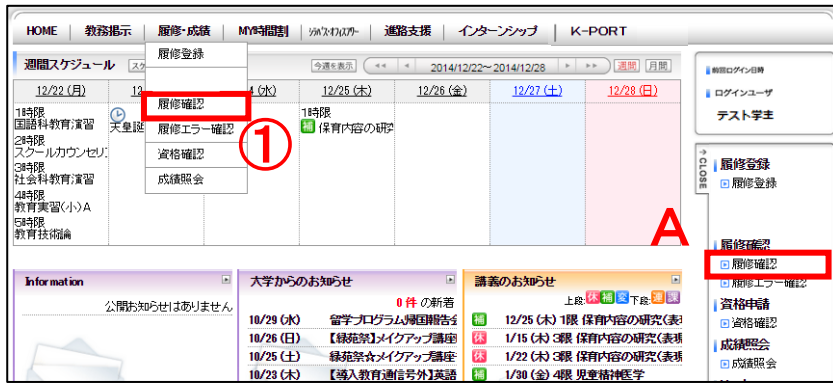 HOME 教務掲示 履修・成績 MY時間割 ｼﾗﾊﾞｽ･ｵﾌｨｽｱﾜｰ 進路支援 インターンシップ K-PORT
週間スケジュール 今週を表示 2014/12/22～2014/12/28 週間 月間
履修登録
履修確認
履修エラー確認
資格確認
成績照会
①
12/22 (月) 12 (水) 12/25 (木) 12/26 (金) 12/27 (土) 12/28 (日)
1時限
国語科教育演習
2時限
スクールカウンセリ
3時限
社会科教育演習
4時限
教育実習(小)A
5時限
教育技術論
天皇誕
1時限
補 保育内容の研究
前回ログイン日時
ログインユーザ
テスト学生
CLOSE
履修登録
履修登録
A
履修確認
履修確認
履修エラー確認
資格申請
資格確認
成績照会
成績照会
Information
公開お知らせはありません
大学からのお知らせ
0 件 の新着
10/29 (水) 留学プログラム帰国報告会
10/26 (日) 【緑苑祭】メイクアップ講座
10/25 (土) 緑苑祭☆メイクアップ講座
10/23 (木) 【導入教育通信号外】英語
講義のお知らせ
上段:休 補 変 下段:連 課
補 12/25 (木) 1限 保育内容の研究(表現
休 1/15 (木) 3限 保育内容の研究(表現
休 1/22 (木) 3限 保育内容の研究(表現
補 1/30 (金) 4限 児童精神医学